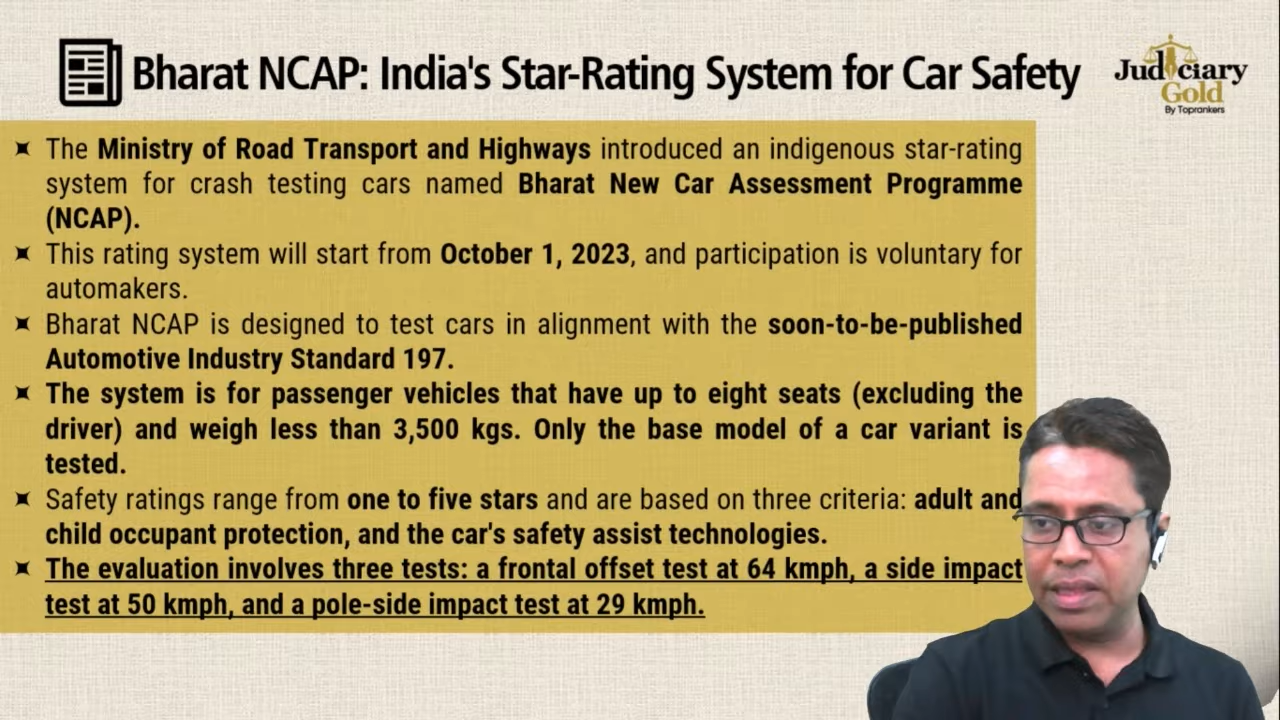 Bharat NCAP: India's Star-Rating System for Car Safety
Judiciary
Gold
By Toprankers
The Ministry of Road Transport and Highways introduced an indigenous star-rating
system for crash testing cars named Bharat New Car Assessment Programme
(NCAP).
This rating system will start from October 1, 2023, and participation is voluntary for
automakers.
Bharat NCAP is designed to test cars in alignment with the soon-to-be-published
Automotive Industry Standard 197.
The system is for passenger vehicles that have up to eight seats (excluding the
driver) and weigh less than 3,500 kgs. Only the base model of a car variant is
tested.
Safety ratings range from one to five stars and are based on three criteria: adult and
child occupant protection, and the car's safety assist technologies.
The evaluation involves three tests: a frontal offset test at 64 kmph, a side impact
test at 50 kmph, and a pole-side impact test at 29 kmph.